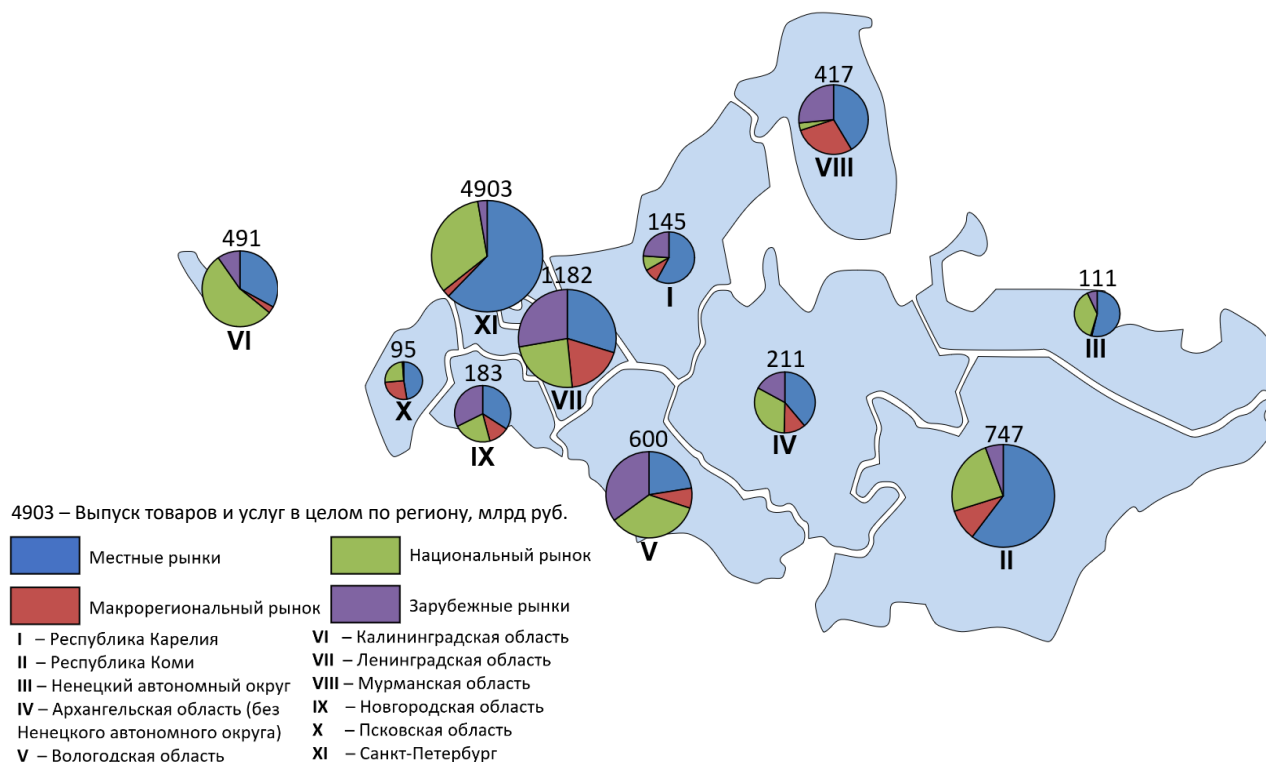 417
VIII
4903
XI
145
I
491
VI
1182
VII
111
III
95
X
183
IX
211
IV
600
V
747
II
4903 – Выпуск товаров и услуг в целом по региону, млрд руб.
Местные рынки
Национальный рынок
Макрорегиональный рынок
Зарубежные рынки
I – Республика Карелия
II – Республика Коми
III – Ненецкий автономный округ
IV – Архангельская область (без
Ненецкого автономного округа)
V – Вологодская область
VI – Калининградская область
VII – Ленинградская область
VIII – Мурманская область
IX – Новгородская область
X – Псковская область
XI – Санкт-Петербург